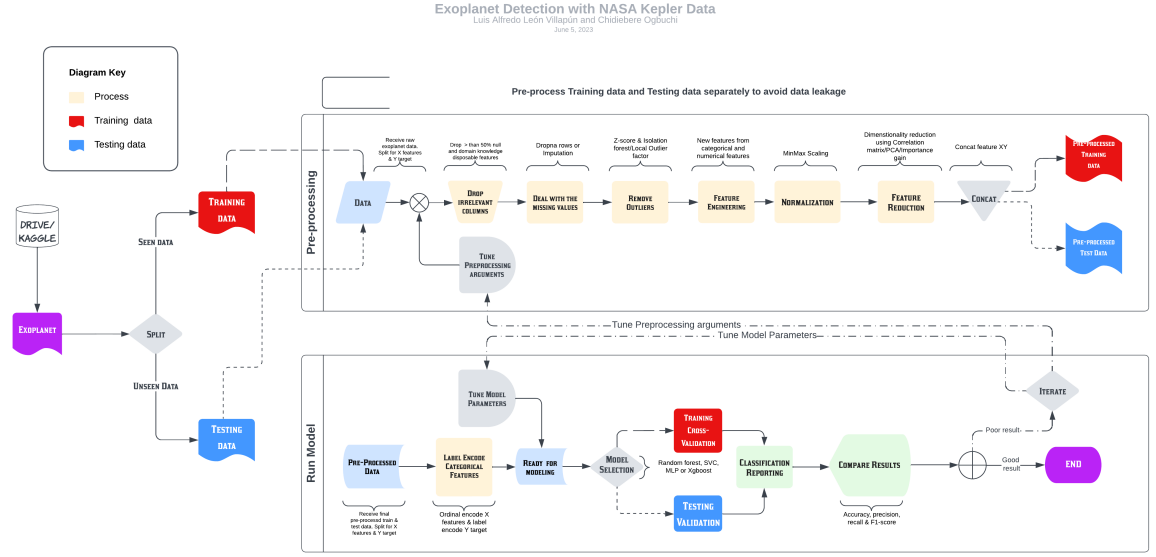 Exoplanet Detection with NASA Kepler Data
Luis Alfredo León Villapún and Chidiebere Ogbuchi
June 5, 2023
Diagram Key
Process
Training data
Testing data
DRIVE/
KAGGLE
EXOPLANET
SPLIT
SEEN DATA
UNSEEN DATA
TRAINING
DATA
TESTING
DATA
Pre-process Training data and Testing data separately to avoid data leakage
Pre-processing
Receive raw
exoplanet data.
Split for X features
& Y target
Drop > than 50% null
and domain knowledge
disposable features
Dropna rows or
Imputation
Z-score & Isolation
forest/Local Outlier
factor
New features from
categorical and
numerical features
MinMax Scaling
Dimenstionality reduction
using Correlation
matrix/PCA/Importance
gain
Concat feature XY
DATA
DROP
IRRELEVANT
COLUMNS
DEAL WITH THE
MISSING VALUES
REMOVE
OUTLIERS
FEATURE
ENGINEERING
NORMALIZATION
FEATURE
REDUCTION
CONCAT
PRE-PROCESSED
TRAINING
DATA
PRE-PROCESSED
TEST DATA
TUNE
PREPROCESSING
ARGUMENTS
Tune Preprocessing arguments
Tune Model Parameters
Run Model
TUNE MODEL
PARAMETERS
ITERATE
PRE-PROCESSED
DATA
LABEL ENCODE
CATEGORICAL
FEATURES
READY FOR
MODELING
MODEL
SELECTION
Random forest, SVC,
MLP or Xgboost
TRAINING
CROSS-
VALIDATION
TESTING
VALIDATION
CLASSIFICATION
REPORTING
COMPARE RESULTS
Poor result
Good
result
END
Receive final
pre-processd train &
test data. Split for X
features & Y target
Ordinal encode X
features & label
encode Y target
Accuracy, precision,
recall & F1-score